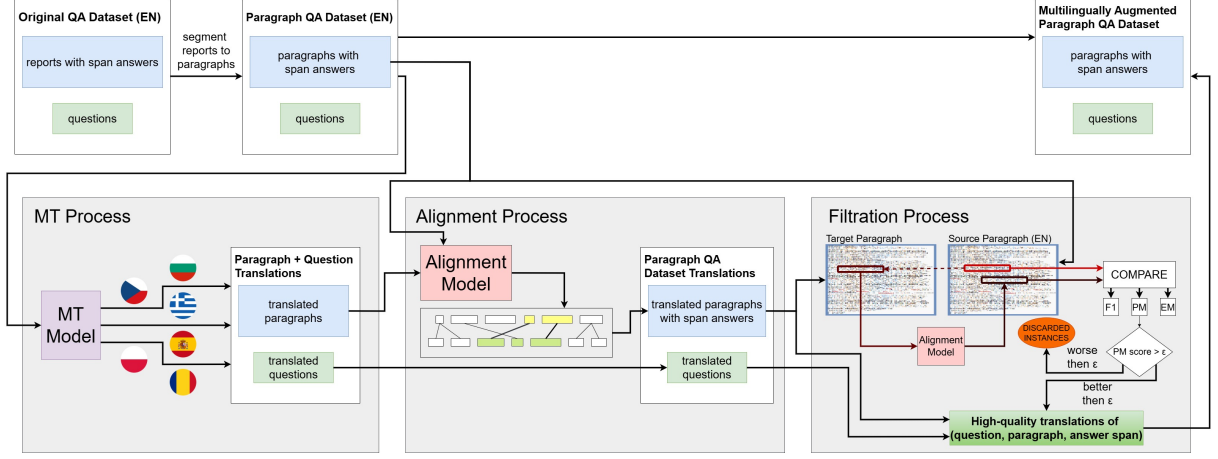 Original QA Dataset (EN)
reports with span answers
questions
segment
reports to
paragraphs
Paragraph QA Dataset (EN)
paragraphs with
span answers
questions
Multilingually Augmented
Paragraph QA Dataset
paragraphs with
span answers
questions
MT Process
MT
Model
Paragraph + Question
Translations
translated
paragraphs
translated
questions
Alignment Process
Alignment
Model
Paragraph QA
Dataset Translations
translated paragraphs
with span answers
translated
questions
Filtration Process
Target Paragraph
Source Paragraph (EN)
Alignment
Model
COMPARE
F1
PM
EM
DISCARDED
INSTANCES
PM score > ε
worse
then ε
better
then ε
High-quality translations of
(question, paragraph, answer span)